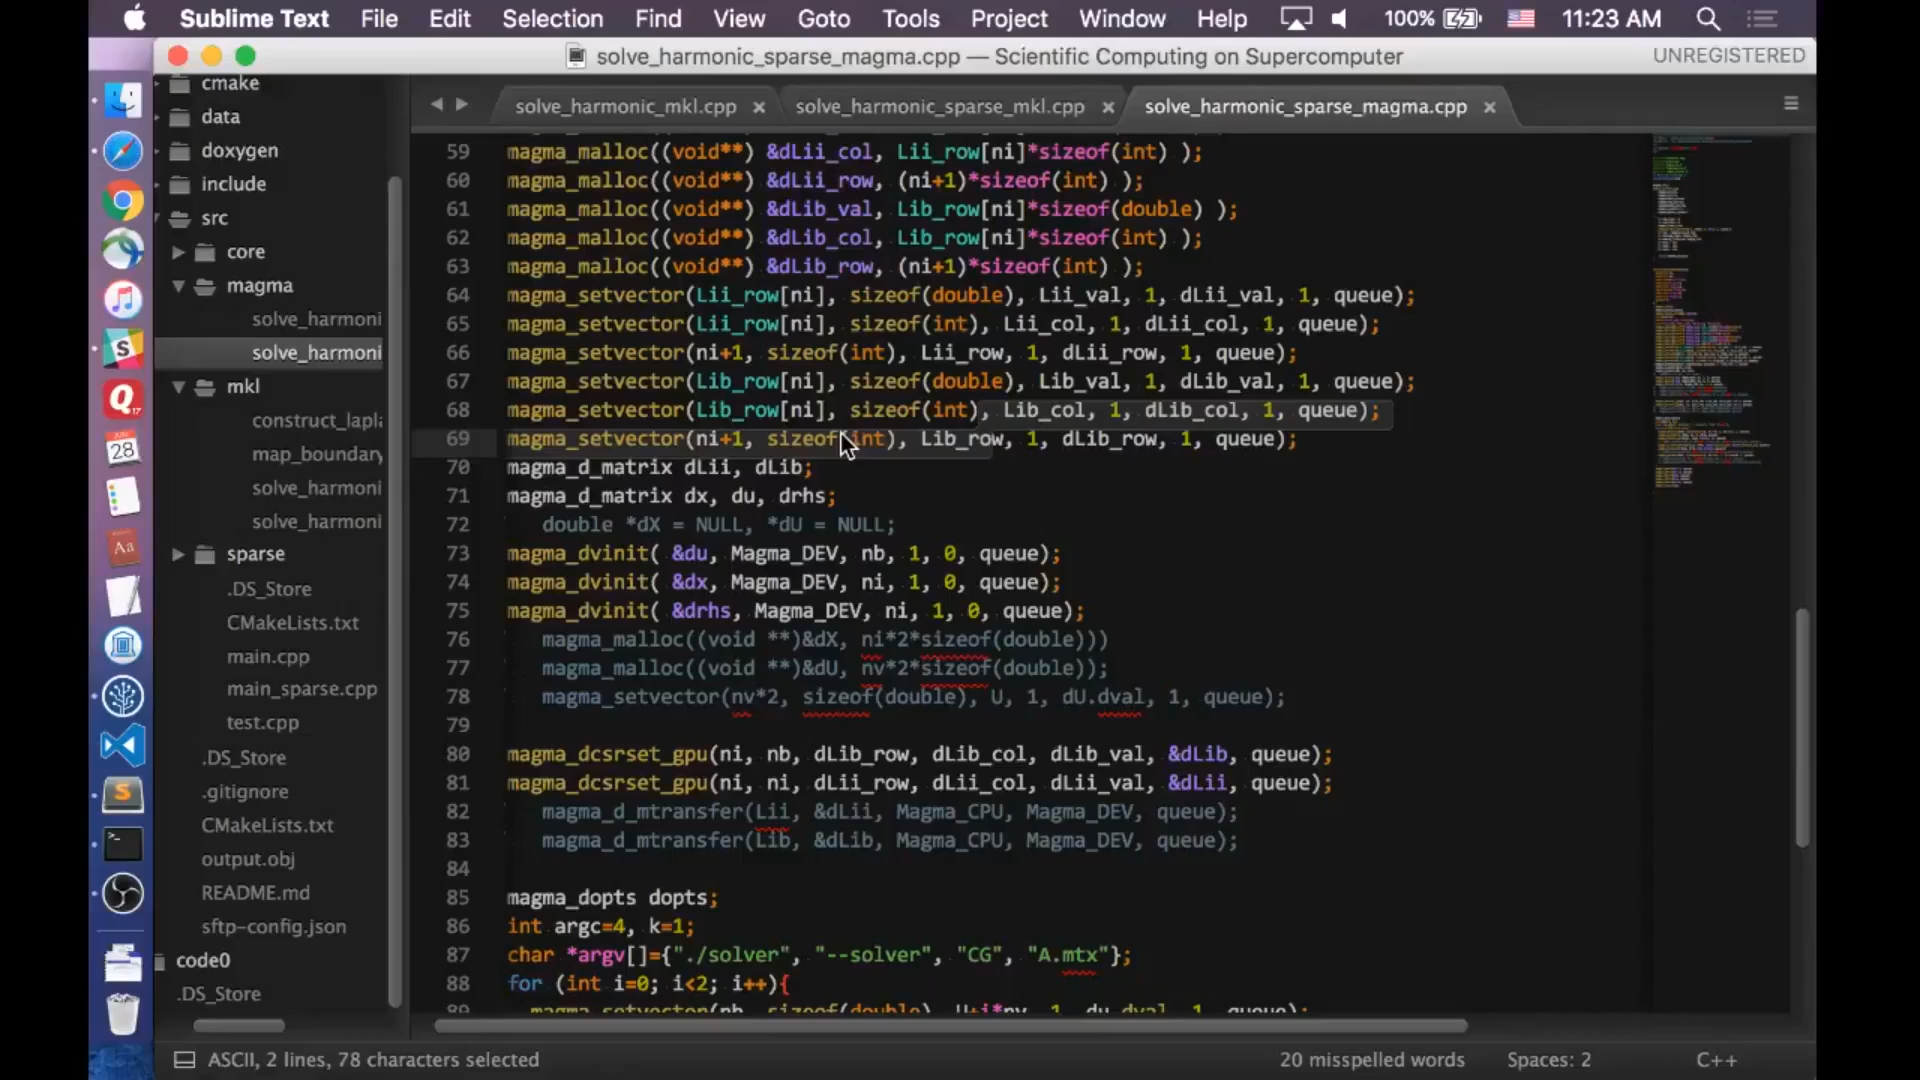 Sublime Text File Edit Selection Find View Goto Tools Project Window Help 100% 11:23 AM
solve_harmonic_sparse_magma.cpp — Scientific Computing on Supercomputer UNREGISTERED
solve_harmonic_mkl.cpp × solve_harmonic_sparse_mkl.cpp × solve_harmonic_sparse_magma.cpp ×
cmake
data
doxygen
include
src
core
magma
solve_harmoni
solve_harmoni
mkl
construct_lapla
map_boundary
solve_harmoni
solve_harmoni
sparse
.DS_Store
CMakeLists.txt
main.cpp
main_sparse.cpp
test.cpp
.DS_Store
.gitignore
CMakeLists.txt
output.obj
README.md
sftp-config.json
code0
.DS_Store
28
17
59 magma_malloc((void**) &dLii_col, Lii_row[ni]*sizeof(int) );
60 magma_malloc((void**) &dLii_row, (ni+1)*sizeof(int) );
61 magma_malloc((void**) &dLib_val, Lib_row[ni]*sizeof(double) );
62 magma_malloc((void**) &dLib_col, Lib_row[ni]*sizeof(int) );
63 magma_malloc((void**) &dLib_row, (ni+1)*sizeof(int) );
64 magma_setvector(Lii_row[ni], sizeof(double), Lii_val, 1, dLii_val, 1, queue);
65 magma_setvector(Lii_row[ni], sizeof(int), Lii_col, 1, dLii_col, 1, queue);
66 magma_setvector(ni+1, sizeof(int), Lii_row, 1, dLii_row, 1, queue);
67 magma_setvector(Lib_row[ni], sizeof(double), Lib_val, 1, dLib_val, 1, queue);
68 magma_setvector(Lib_row[ni], sizeof(int), Lib_col, 1, dLib_col, 1, queue);
69 magma_setvector(ni+1, sizeof(int), Lib_row, 1, dLib_row, 1, queue);
70 magma_d_matrix dLii, dLib;
71 magma_d_matrix dx, du, drhs;
72 double *dX = NULL, *dU = NULL;
73 magma_dvinit( &du, Magma_DEV, nb, 1, 0, queue);
74 magma_dvinit( &dx, Magma_DEV, ni, 1, 0, queue);
75 magma_dvinit( &drhs, Magma_DEV, ni, 1, 0, queue);
76 magma_malloc((void **)&dX, ni*2*sizeof(double)))
77 magma_malloc((void **)&dU, nv*2*sizeof(double));
78 magma_setvector(nv*2, sizeof(double), U, 1, dU.dval, 1, queue);
79
80 magma_dcsrset_gpu(ni, nb, dLib_row, dLib_col, dLib_val, &dLib, queue);
81 magma_dcsrset_gpu(ni, ni, dLii_row, dLii_col, dLii_val, &dLii, queue);
82 magma_d_mtransfer(Lii, &dLii, Magma_CPU, Magma_DEV, queue);
83 magma_d_mtransfer(Lib, &dLib, Magma_CPU, Magma_DEV, queue);
84
85 magma_dopts dopts;
86 int argc=4, k=1;
87 char *argv[]={"./solver", "--solver", "CG", "A.mtx"};
88 for (int i=0; i<2; i++){
89 magma_setvector(nb, sizeof(double), U+i*nv, 1, du.dval, 1, queue);
ASCII, 2 lines, 78 characters selected 20 misspelled words Spaces: 2 C++